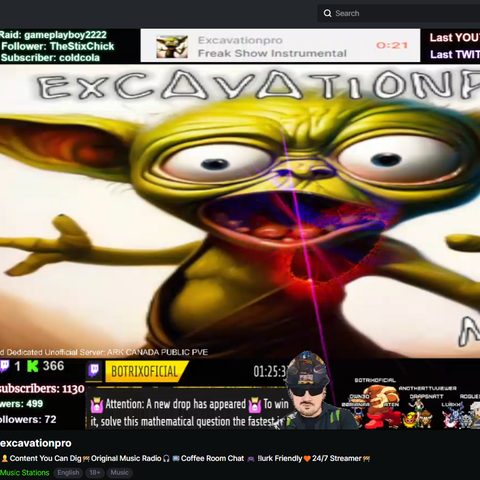 Search
Raid: gameplayboy2222
Follower: TheStixChick
Subscriber: coldcola
Excavationpro
Freak Show Instrumental
0:21
Last YOU
Last TWIT
EXCAVATIONP
d Dedicated Unofficial Server: ARK CANADA PUBLIC PVE
1 366
BOTRIXOFICIAL
01:25:3
subscribers: 1130
wers: 499
ollowers: 72
Attention: A new drop has appeared To win
it, solve this mathematical question the fastest
BOTRIXOFICIAL
ANOTHERTTVVIEWER
DRAPSNATT
excavationpro
Content You Can Dig Original Music Radio Coffee Room Chat !lurk Friendly 24/7 Streamer
Music Stations English 18+ Music